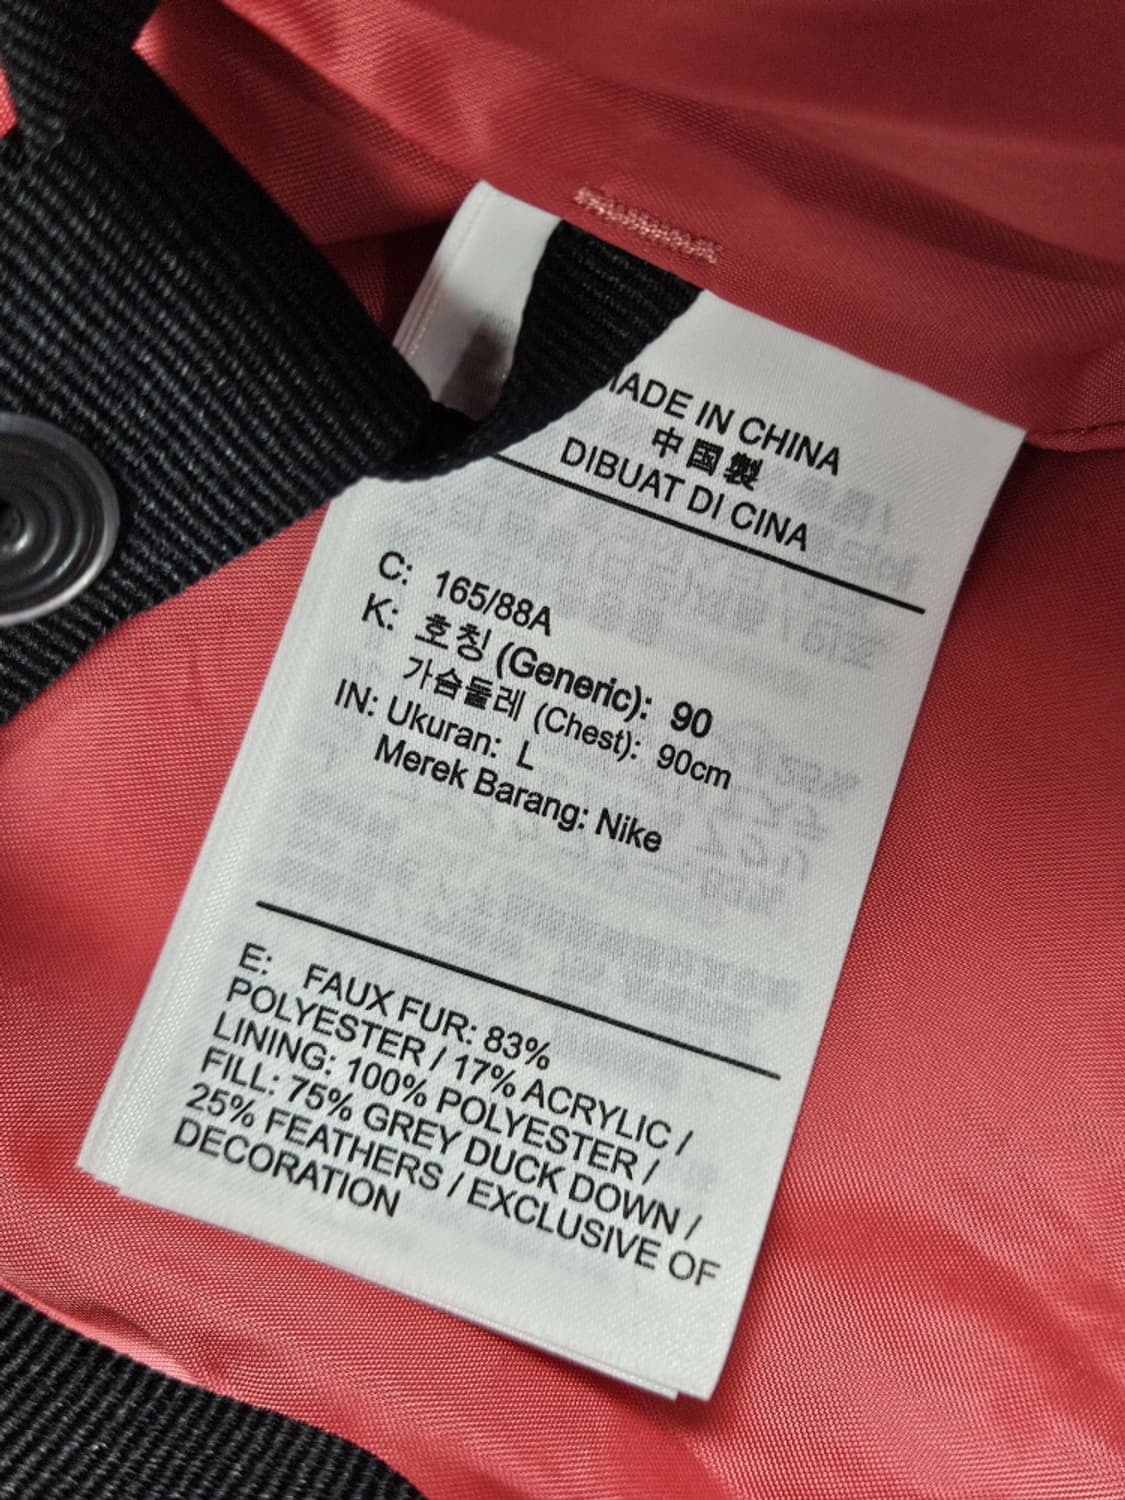 MADE IN CHINA
中国製
DIBUAT DI CINA
C: 165/88A
K: 호칭 (Generic): 90
가슴둘레 (Chest): 90cm
IN: Ukuran: L
Merek Barang: Nike
E: FAUX FUR: 83%
POLYESTER / 17% ACRYLIC /
LINING: 100% POLYESTER /
FILL: 75% GREY DUCK DOWN /
25% FEATHERS / EXCLUSIVE OF
DECORATION